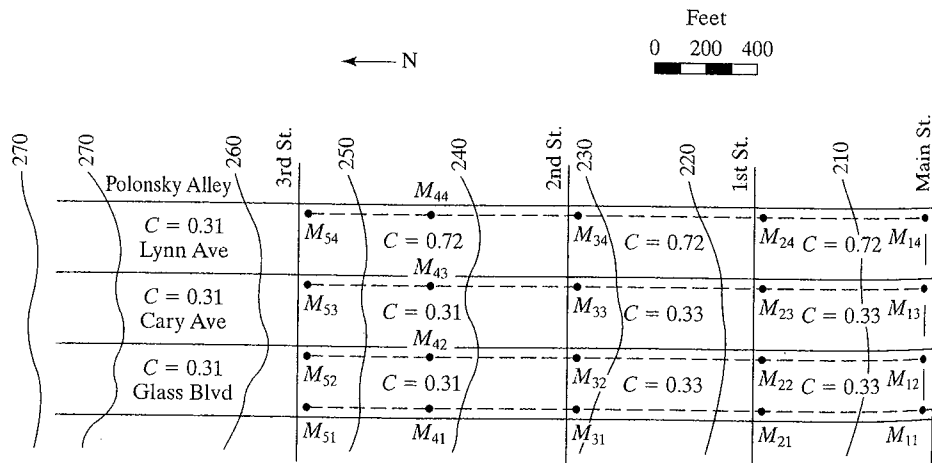 Feet
0 200 400
N
270
270
260
3rd St.
250
240
2nd St.
230
220
1st St.
210
Main St.
Polonsky Alley
M44
C = 0.31
Lynn Ave
M54
C = 0.72
M34
C = 0.72
M24
C = 0.72
M14
M43
C = 0.31
Cary Ave
M53
C = 0.31
M33
C = 0.33
M23
C = 0.33
M13
M42
C = 0.31
Glass Blvd
M52
C = 0.31
M32
C = 0.33
M22
C = 0.33
M12
M51
M41
M31
M21
M11